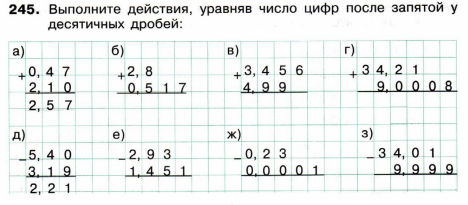 245. Выполните действия, уравняв число цифр после запятой у
десятичных дробей:
а) б) в) г)
+0,47 +2,8 +3,456 +34,21
2,10 0,517 4,99 9,0008
2,57
д) е) ж) з)
−5,40 −2,93 −0,23 −34,01
3,19 1,451 0,0001 9,999
2,21